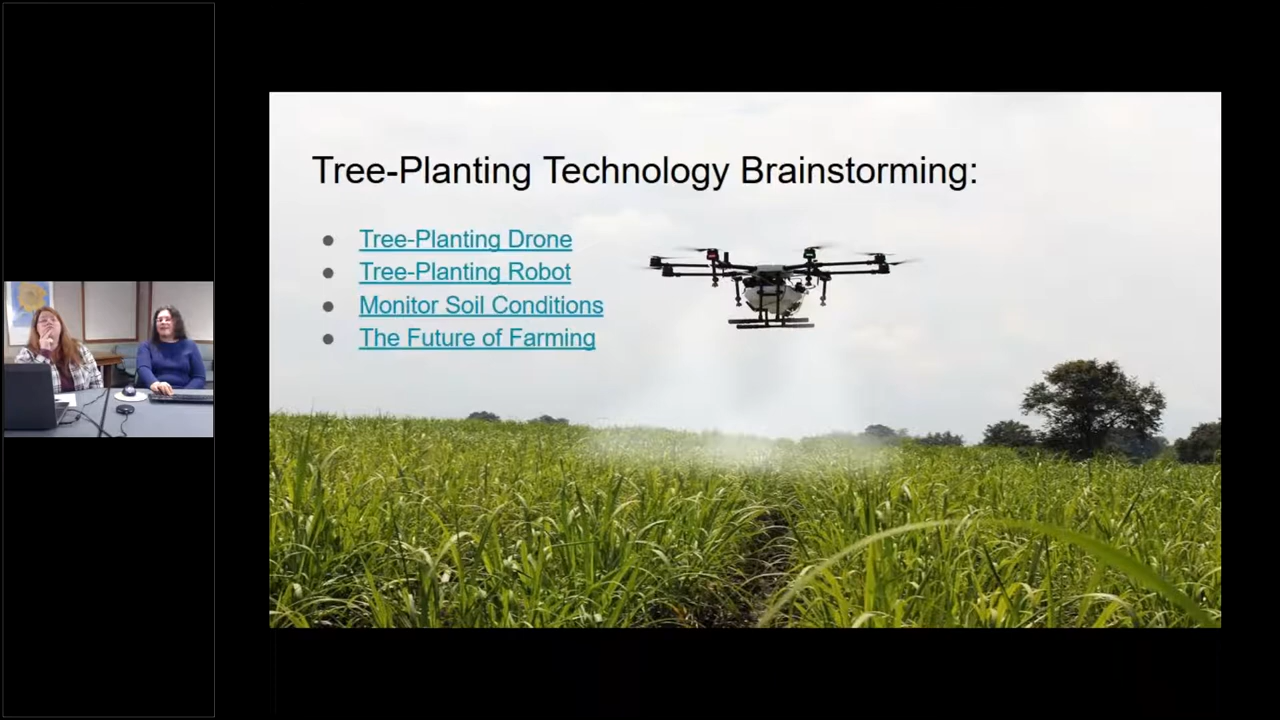 Tree-Planting Technology Brainstorming:
Tree-Planting Drone
Tree-Planting Robot
Monitor Soil Conditions
The Future of Farming